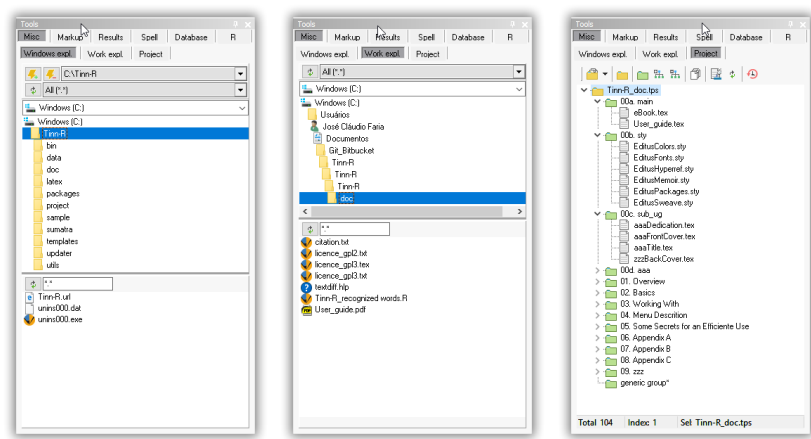 Tools
Misc Markup Results Spell Database R
Windows expl. Work expl. Project
C:\Tinn-R
All (*.*)
Windows (C:)
Windows (C:)
Tinn-R
bin
data
doc
latex
packages
project
sample
sumatra
templates
updater
utils
*.*
Tinn-R.url
unins000.dat
unins000.exe
Tools
Misc Markup Results Spell Database R
Windows expl. Work expl. Project
All (*.*)
Windows (C:)
Windows (C:)
Usuários
José Cláudio Faria
Documentos
Git_Bitbucket
Tinn-R
Tinn-R
Tinn-R
doc
*.*
citation.txt
licence_gpl2.txt
licence_gpl3.tex
licence_gpl3.txt
textdiff.hlp
Tinn-R_recognized words.R
User_guide.pdf
Tools
Misc Markup Results Spell Database R
Windows expl. Work expl. Project
Tinn-R_doc.tps
00a. main
eBook.tex
User_guide.tex
00b. sty
EditusColors.sty
EditusFonts.sty
EditusHyperref.sty
EditusMemoir.sty
EditusPackages.sty
EditusSweave.sty
00c. sub_ug
aaaDedication.tex
aaaFrontCover.tex
aaaTitle.tex
zzzBackCover.tex
00d. aaa
01. Overview
02. Basics
03. Working With
04. Menu Descrition
05. Some Secrets for an Efficiente Use
06. Appendix A
07. Appendix B
08. Appendix C
09. zzz
generic group*
Total 104 Index: 1 Sel: Tinn-R_doc.tps